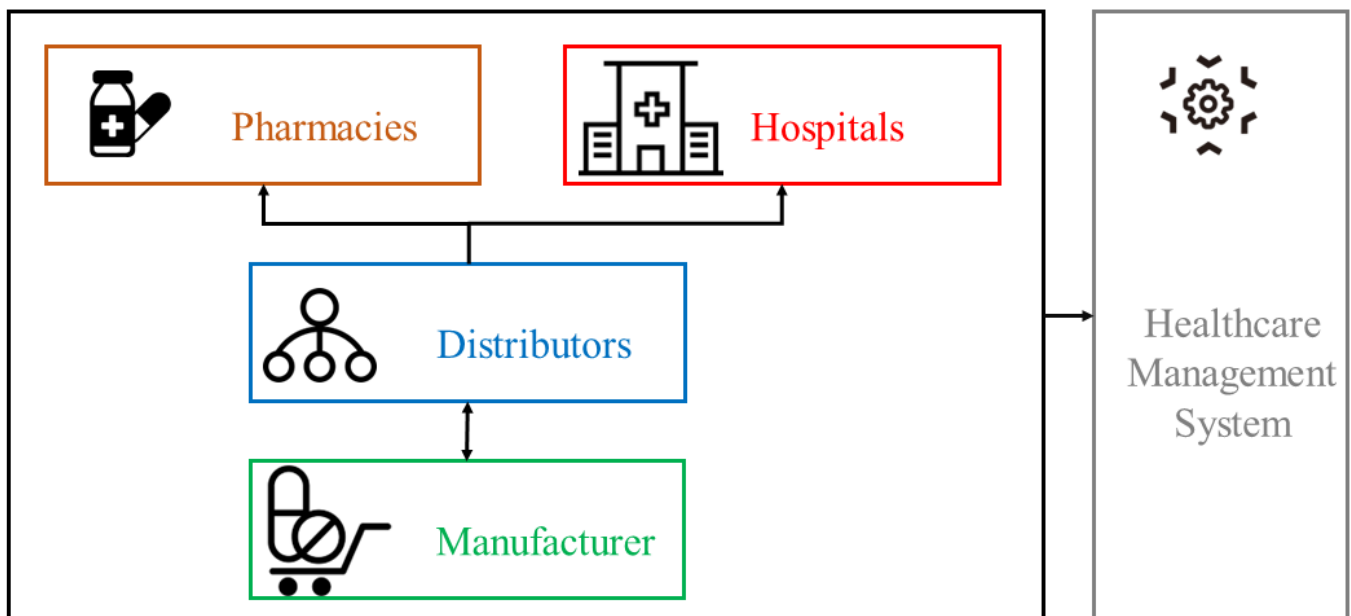 Pharmacies
Hospitals
Distributors
Manufacturer
Healthcare
Management
System